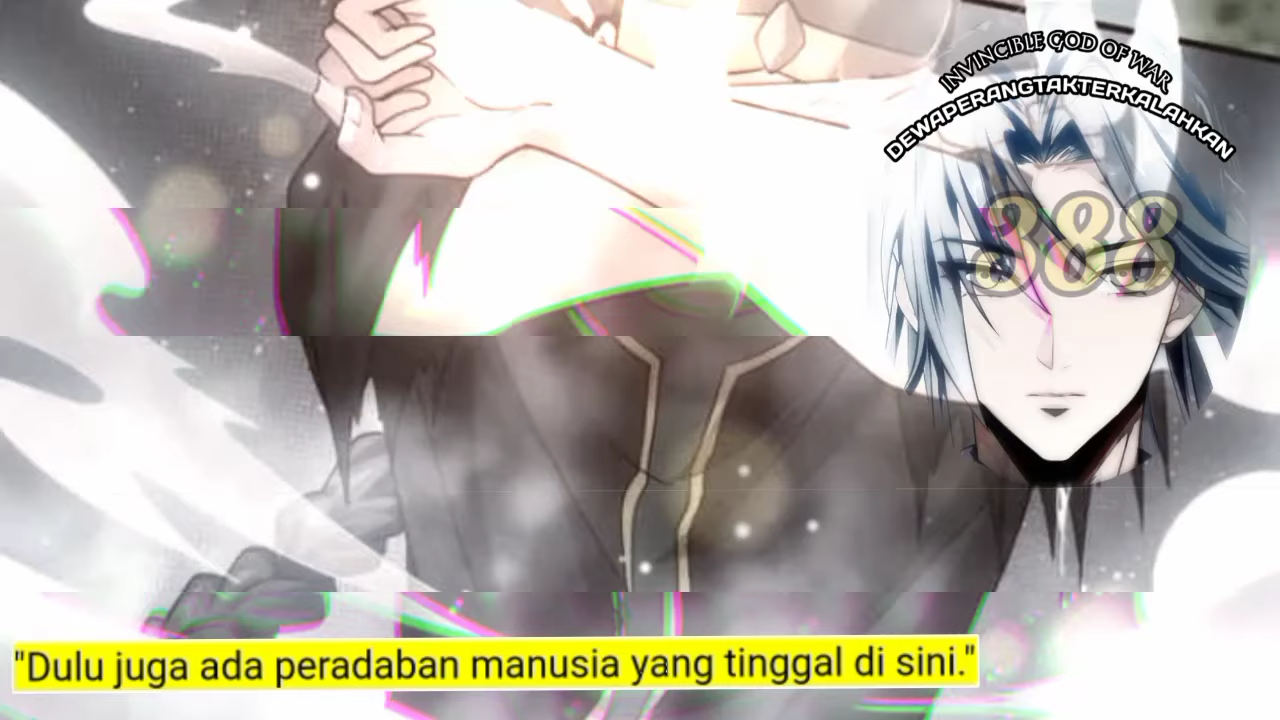 INVINCIBLE GOD OF WAR
DEWAPERANGTAKTERKALAHKAN
388
"Dulu juga ada peradaban manusia yang tinggal di sini."